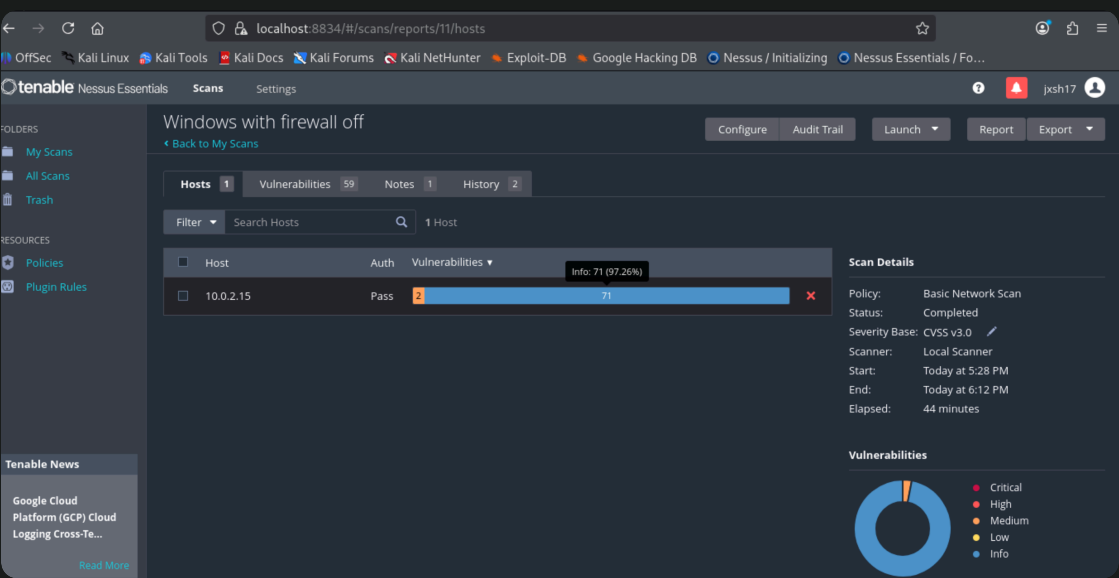 localhost:8834/#/scans/reports/11/hosts
OffSec Kali Linux Kali Tools Kali Docs Kali Forums Kali NetHunter Exploit-DB Google Hacking DB Nessus / Initializing Nessus Essentials / Fo...
tenable Nessus Essentials Scans Settings ? jxsh17
FOLDERS
My Scans
All Scans
Trash
RESOURCES
Policies
Plugin Rules
Tenable News
Google Cloud
Platform (GCP) Cloud
Logging Cross-Te...
Read More
Windows with firewall off
Back to My Scans
Configure Audit Trail Launch Report Export
Hosts 1 Vulnerabilities 59 Notes 1 History 2
Filter Search Hosts 1 Host
Host Auth Vulnerabilities
Info: 71 (97.26%)
10.0.2.15 Pass 2 71
Scan Details
Policy: Basic Network Scan
Status: Completed
Severity Base: CVSS v3.0
Scanner: Local Scanner
Start: Today at 5:28 PM
End: Today at 6:12 PM
Elapsed: 44 minutes
Vulnerabilities
Critical
High
Medium
Low
Info